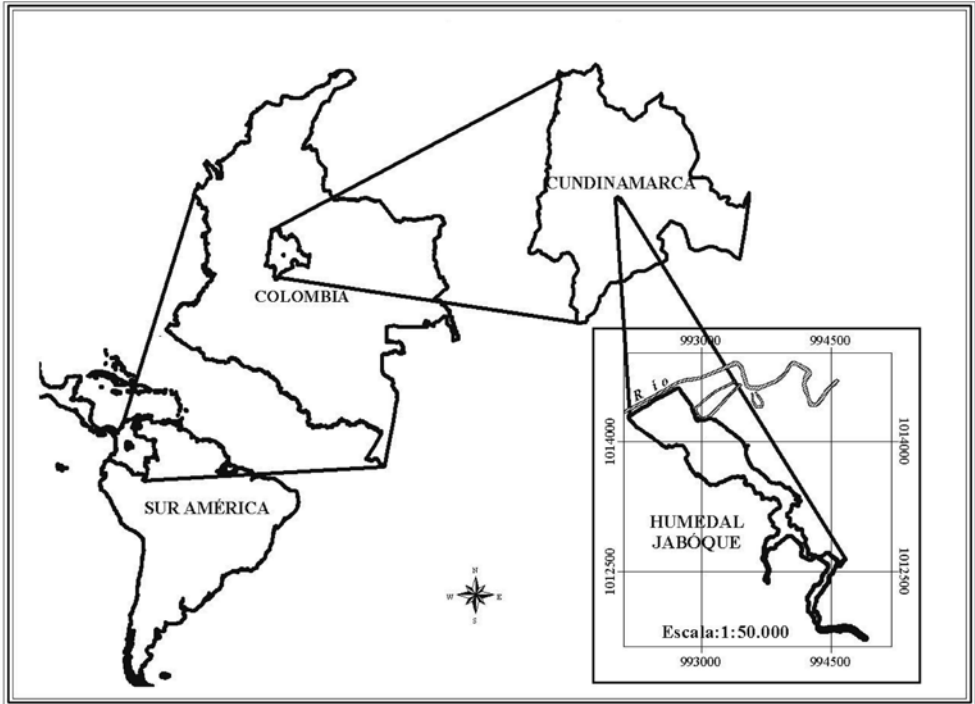 CUNDINAMARCA
COLOMBIA
SUR AMÉRICA
N
W E
S
993000 994500
Río
1014000 1014000
HUMEDAL
JABÓQUE
1012500 1012500
Escala:1:50.000
993000 994500